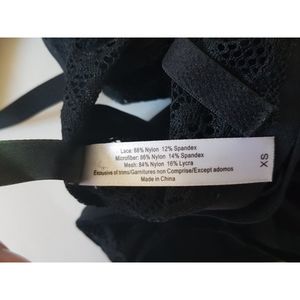 Lace: 88% Nylon 12% Spandex
Microfiber: 86% Nylon 14% Spandex
Mesh: 84% Nylon 16% Lycra
Exclusive of trims/Garnitures non Comprise/Except adornos
Made in China
XS